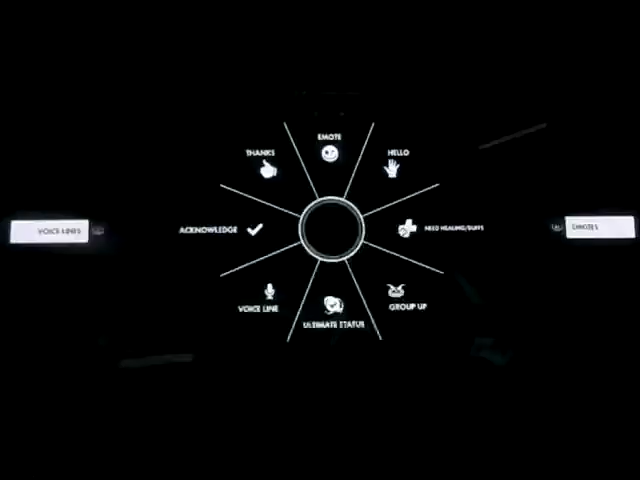 EMOTE
THANKS
HELLO
VOICE LINES
ACKNOWLEDGE
NEED HEALING/BUFFS
EMOTES
VOICE LINE
GROUP UP
ULTIMATE STATUS